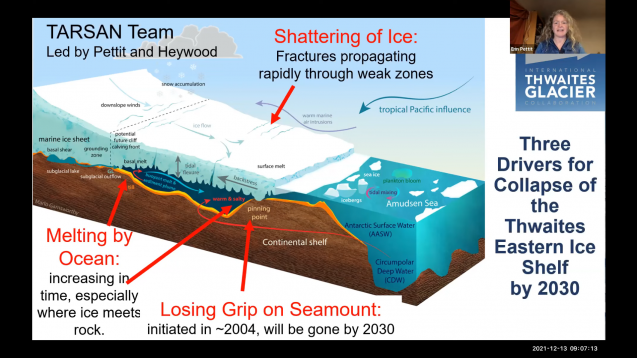 TARSAN Team
Led by Pettit and Heywood
Shattering of Ice:
Fractures propagating
rapidly through weak zones
Erin Pettit
INTERNATIONAL
THWAITES
GLACIER
COLLABORATION
Three
Drivers for
Collapse of
the
Thwaites
Eastern Ice
Shelf
by 2030
snow accumulation
downslope winds
ice flow
warm marine
air intrusions
tropical Pacific influence
marine ice sheet
basal shear
grounding
zone
potential
future cliff
calving front
subglacial lake
subglacial outflow
basal melt
till
tidal
flexure
surface melt
buttress
warm & salty
pinning
point
sea ice
plankton bloom
icebergs
tidal mixing
Amudsen Sea
Continental shelf
Antarctic Surface Water
(AASW)
Circumpolar
Deep Water
(CDW)
Melting by
Ocean:
increasing in
time, especially
where ice meets
rock.
Losing Grip on Seamount:
initiated in ~2004, will be gone by 2030
2021-12-13 09:07:13